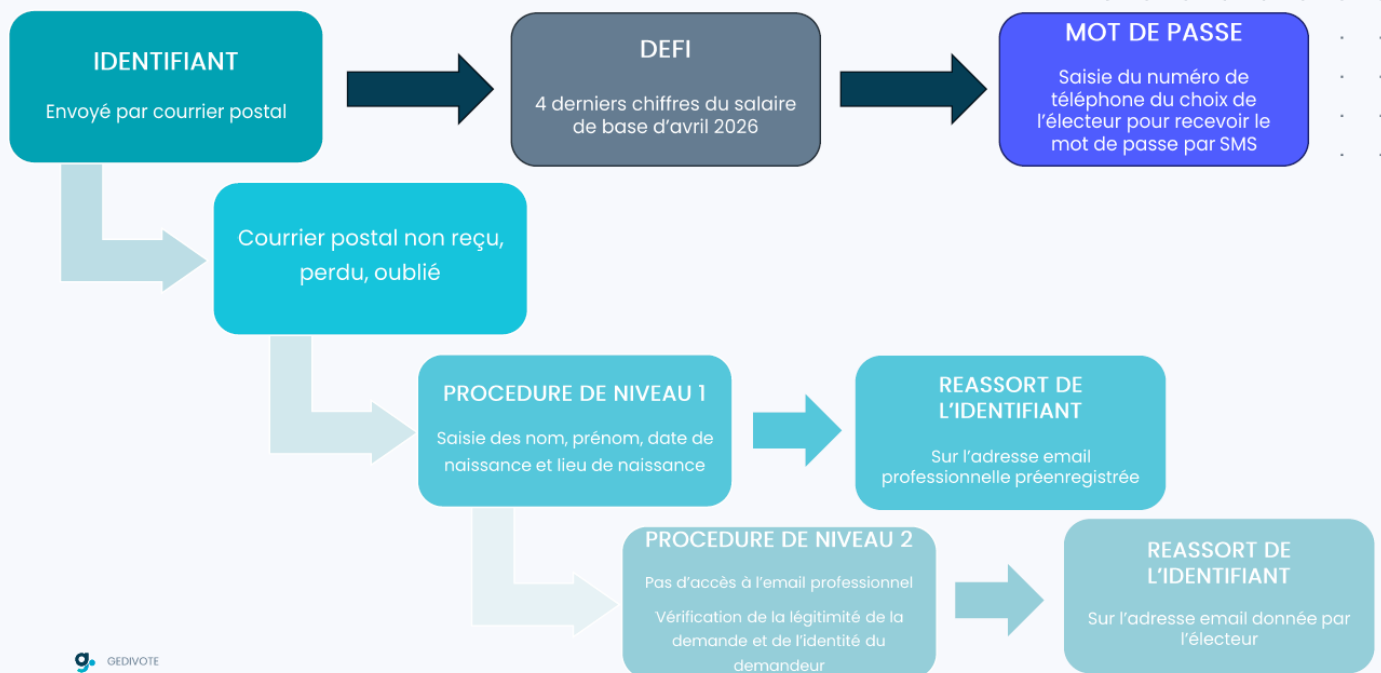 IDENTIFIANT
Envoyé par courrier postal
DEFI
4 derniers chiffres du salaire
de base d'avril 2026
MOT DE PASSE
Saisie du numéro de
téléphone du choix de
l'électeur pour recevoir le
mot de passe par SMS
Courrier postal non reçu,
perdu, oublié
PROCEDURE DE NIVEAU 1
Saisie des nom, prénom, date de
naissance et lieu de naissance
REASSORT DE
L'IDENTIFIANT
Sur l'adresse email
professionnelle préenregistrée
PROCEDURE DE NIVEAU 2
Pas d'accès à l'email professionnel
Vérification de la légitimité de la
demande et de l'identité du
demandeur
REASSORT DE
L'IDENTIFIANT
Sur l'adresse email donnée par
l'électeur
g. GEDIVOTE